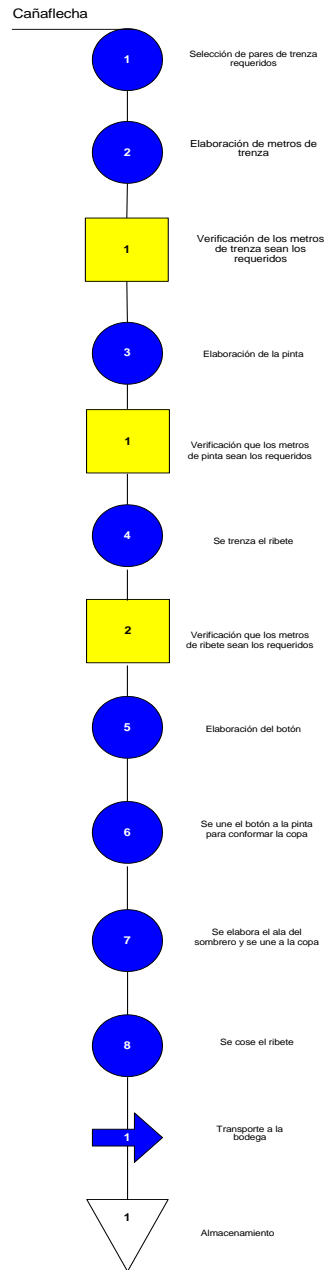 Cañaflecha
1
Selección de pares de trenza
requeridos
2
Elaboración de metros de
trenza
1
Verificación de los metros
de trenza sean los
requeridos
3
Elaboración de la pinta
1
Verificación que los metros
de pinta sean los requeridos
4
Se trenza el ribete
2
Verificación que los metros
de ribete sean los requeridos
5
Elaboración del botón
6
Se une el botón a la pinta
para conformar la copa
7
Se elabora el ala del
sombrero y se une a la copa
8
Se cose el ribete
1
Transporte a la
bodega
1
Almacenamiento